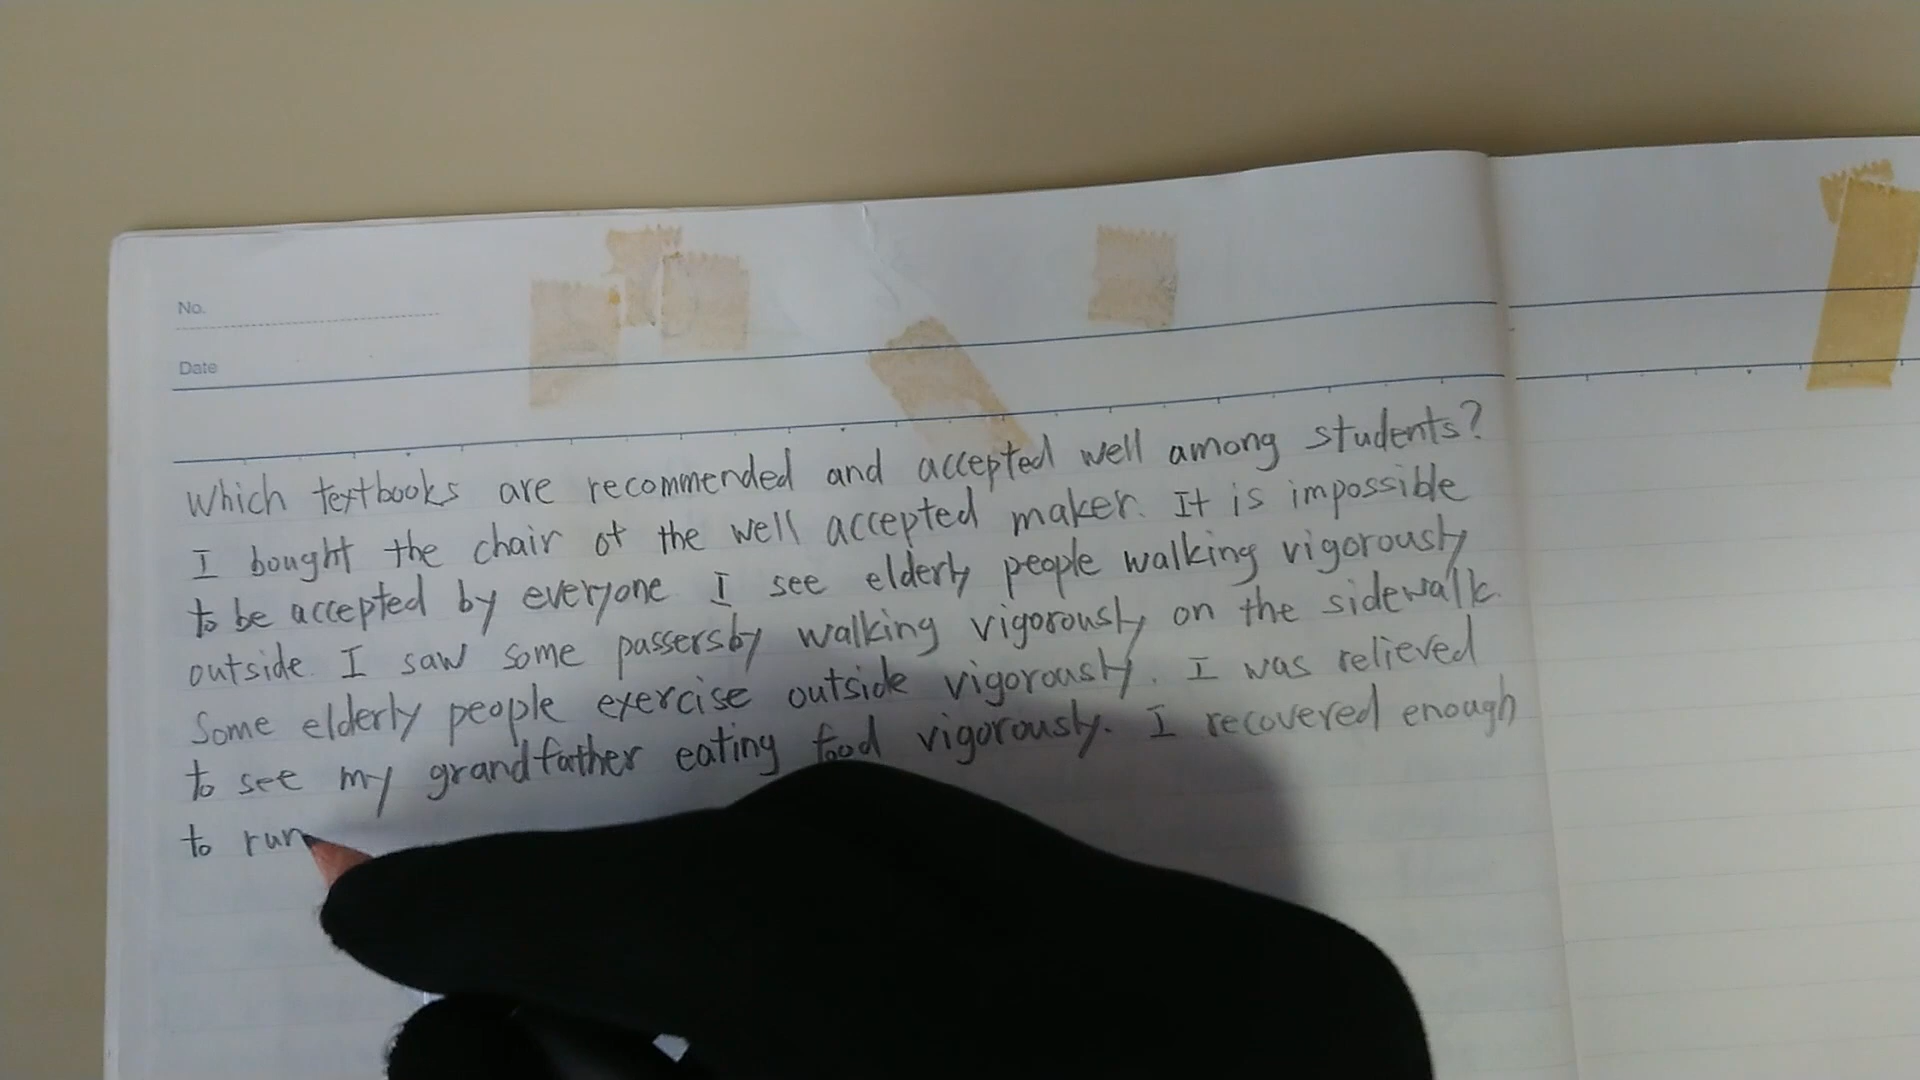 No.
Date
Which textbooks are recommended and accepted well among students?
I bought the chair of the well accepted maker. It is impossible
to be accepted by everyone. I see elderly people walking vigorously
outside. I saw some passersby walking vigorously on the sidewalk.
Some elderly people exercise outside vigorously. I was relieved
to see my grandfather eating food vigorously. I recovered enough
to run